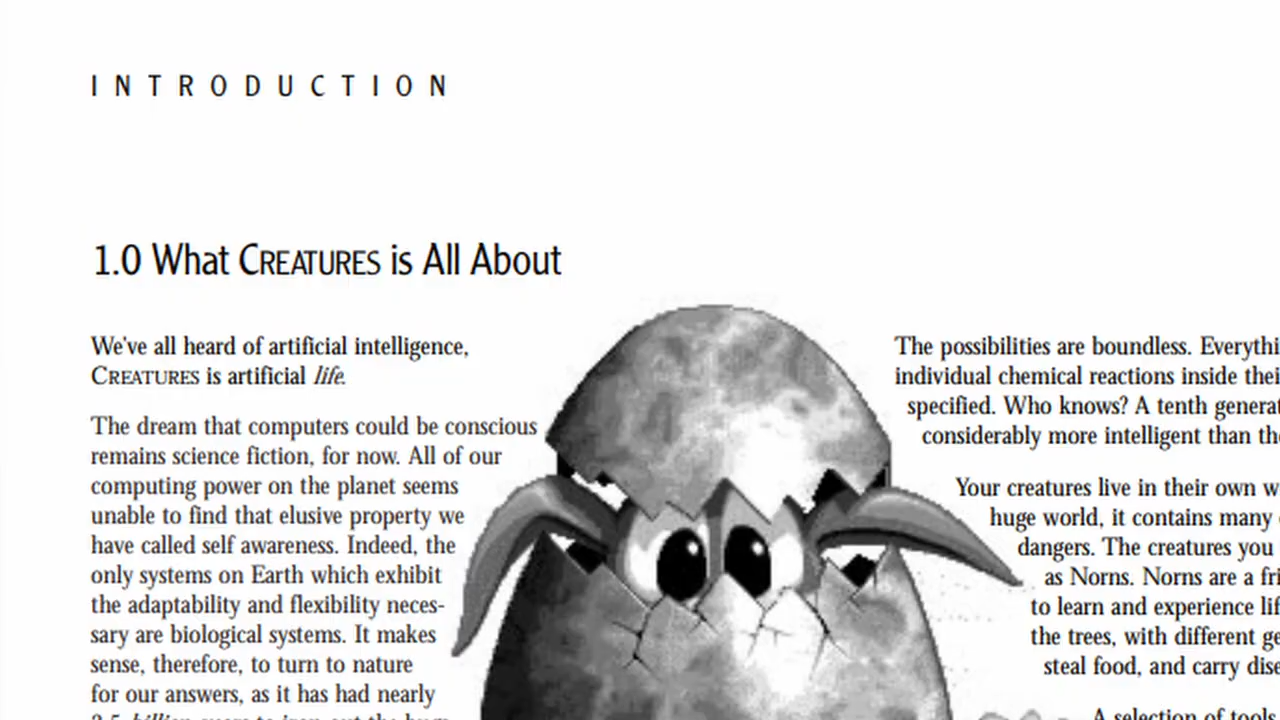 INTRODUCTION
1.0 What CREATURES is All About
We've all heard of artificial intelligence,
CREATURES is artificial life.
The dream that computers could be conscious
remains science fiction, for now. All of our
computing power on the planet seems
unable to find that elusive property we
have called self awareness. Indeed, the
only systems on Earth which exhibit
the adaptability and flexibility neces-
sary are biological systems. It makes
sense, therefore, to turn to nature
for our answers, as it has had nearly
The possibilities are boundless. Everythi
individual chemical reactions inside thei
specified. Who knows? A tenth generat
considerably more intelligent than th
Your creatures live in their own w
huge world, it contains many
dangers. The creatures you
as Norns. Norns are a fri
to learn and experience lif
the trees, with different ge
steal food, and carry dise
A selection of tools